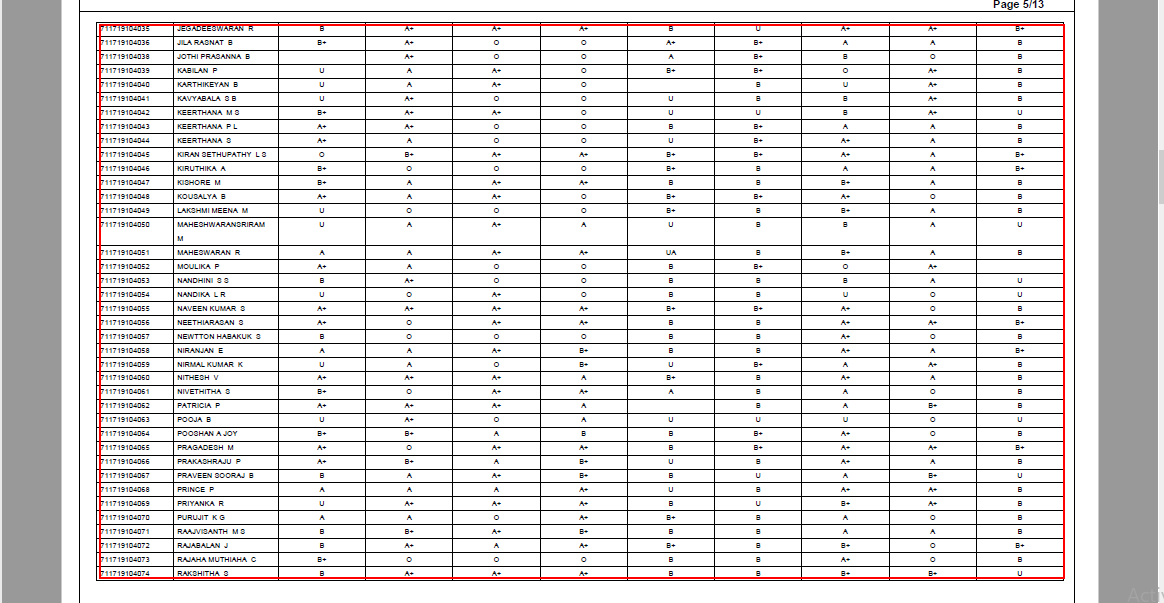 Page 5/13
711719104035 JEGADEESWARAN R B A+ A+ A+ B U A+ A+ B+
711719104036 JILA RASNAT B B+ A+ O O A+ B+ A A B
711719104038 JOTHI PRASANNA B A+ O O A B+ B O B
711719104039 KABILAN P U A A+ O B+ B+ O A+ B
711719104040 KARTHIKEYAN B U A A+ O B U A+ B
711719104041 KAVYABALA S B U A+ O O U B B A+ B
711719104042 KEERTHANA M S B+ A+ A+ O U U B A+ U
711719104043 KEERTHANA P L A+ A+ O O B B+ A A B
711719104044 KEERTHANA S A+ A O O U B+ A+ A B
711719104045 KIRAN SETHUPATHY L S O B+ A+ A+ B+ B+ A+ A B+
711719104046 KIRUTHIKA A B+ O O O B+ B A A B+
711719104047 KISHORE M B+ A A+ A+ B B B+ A B
711719104048 KOUSALYA B A+ A A+ O B+ B+ A+ O B
711719104049 LAKSHMI MEENA M U O O O B+ B B+ A B
711719104050 MAHESHWARANSRIRAM U A A+ A U B B A U
M
711719104051 MAHESWARAN R A A A+ A+ UA B B+ A B
711719104052 MOULIKA P A+ A O O B B+ O A+
711719104053 NANDHINI S S B A+ O O B B B A U
711719104054 NANDIKA L R U O A+ O B B U O U
711719104055 NAVEEN KUMAR S A+ A+ A+ A+ B+ B+ A+ O B
711719104056 NEETHIARASAN S A+ O A+ A+ B B A+ A+ B+
711719104057 NEWTTON HABAKUK S B O O O B B A+ O B
711719104058 NIRANJAN E A A A+ B+ B B A+ A B+
711719104059 NIRMAL KUMAR K U A O B+ U B+ A A+ B
711719104060 NITHESH V A+ A+ A+ A B+ B A+ A B
711719104061 NIVETHITHA S B+ O A+ A+ A B A O B
711719104062 PATRICIA P A+ A+ A+ A B A B+ B
711719104063 POOJA B U A+ O A U U U O U
711719104064 POOSHAN A JOY B+ B+ A B B B+ A+ O B
711719104065 PRAGADESH M A+ O A+ A+ B B+ A+ A+ B+
711719104066 PRAKASHRAJU P A+ B+ A B+ U B A+ A B
711719104067 PRAVEEN SOORAJ B B A A+ B+ B U A B+ U
711719104068 PRINCE P A A A A+ U B A+ A+ B
711719104069 PRIYANKA R U A+ A+ A+ B U B+ A+ B
711719104070 PURUJIT K G A A O A+ B+ B A O B
711719104071 RAAJVISANTH M S B B+ A+ B+ B B A A B
711719104072 RAJABALAN J B A+ A A+ B+ B B+ O B+
711719104073 RAJAHA MUTHIAHA C B+ O O O B B A+ O B
711719104074 RAKSHITHA S B A+ A+ A+ B B B+ B+ U